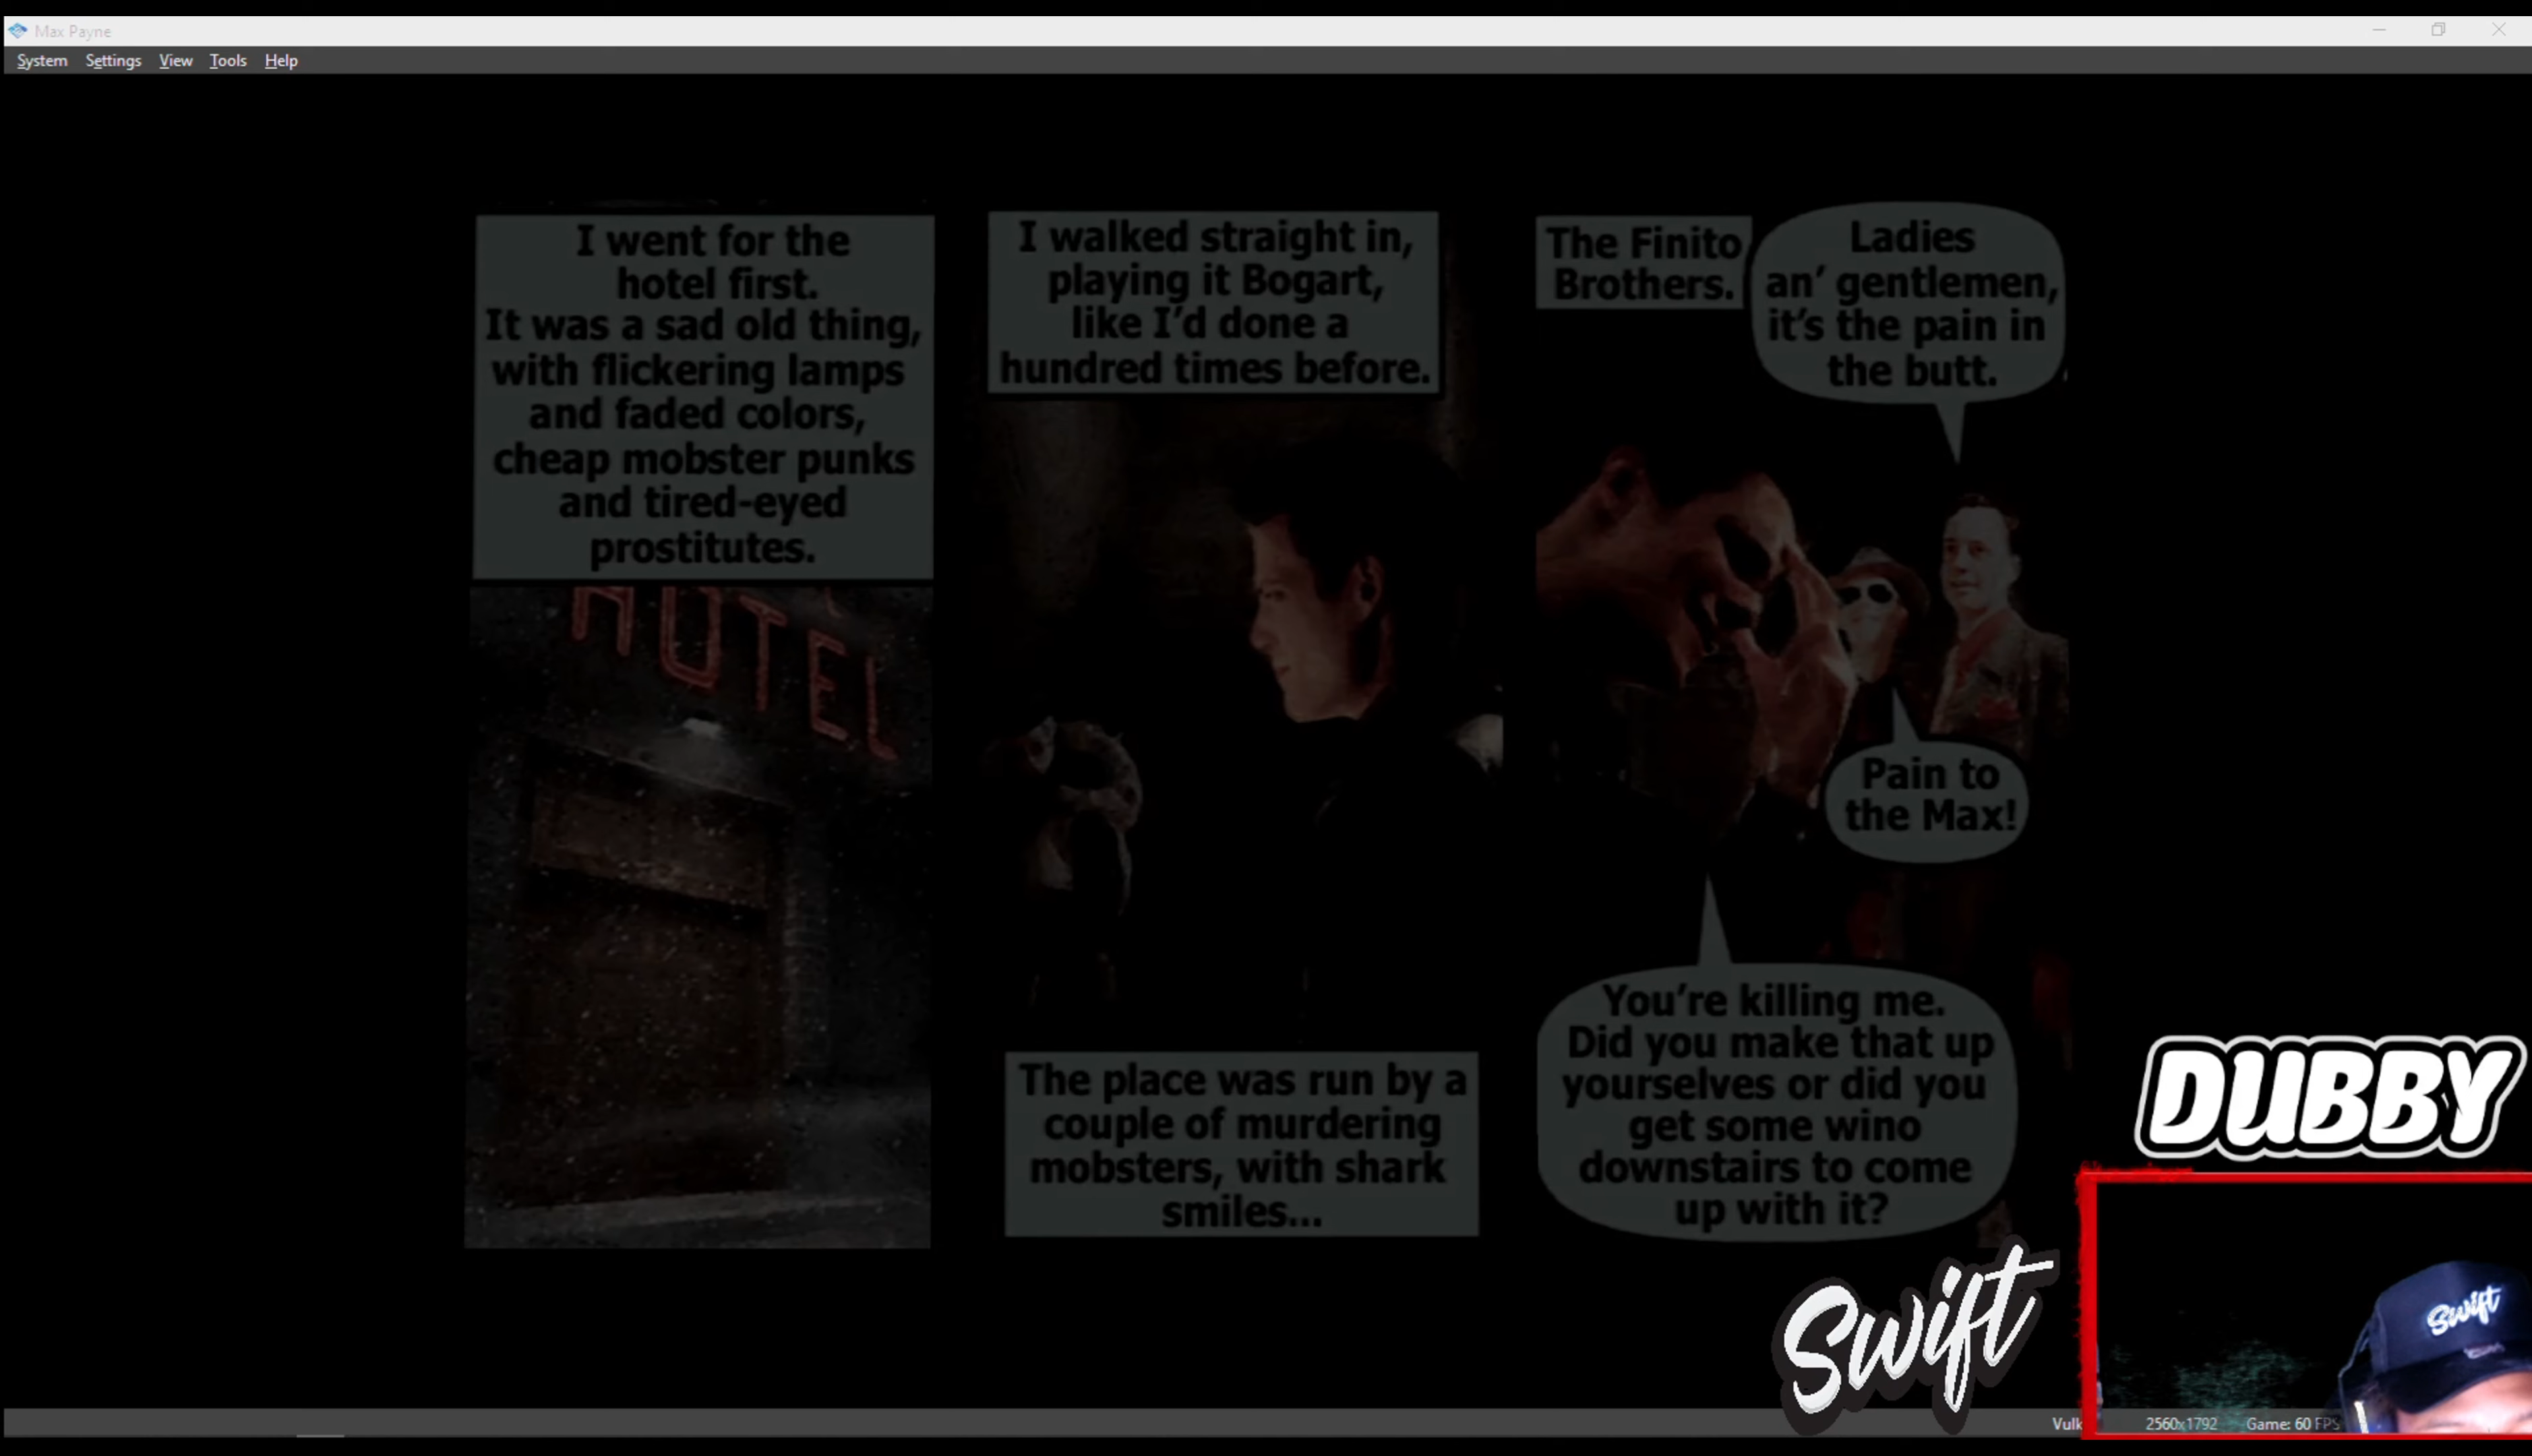 Max Payne
System Settings View Tools Help
I went for the
hotel first.
It was a sad old thing,
with flickering lamps
and faded colors,
cheap mobster punks
and tired-eyed
prostitutes.
HOTEL
I walked straight in,
playing it Bogart,
like I'd done a
hundred times before.
The place was run by a
couple of murdering
mobsters, with shark
smiles...
The Finito
Brothers.
Ladies
an' gentlemen,
it's the pain in
the butt.
Pain to
the Max!
You're killing me.
Did you make that up
yourselves or did you
get some wino
downstairs to come
up with it?
DUBBY
Swift
Swift
2560x1792 Game: 60 FPS